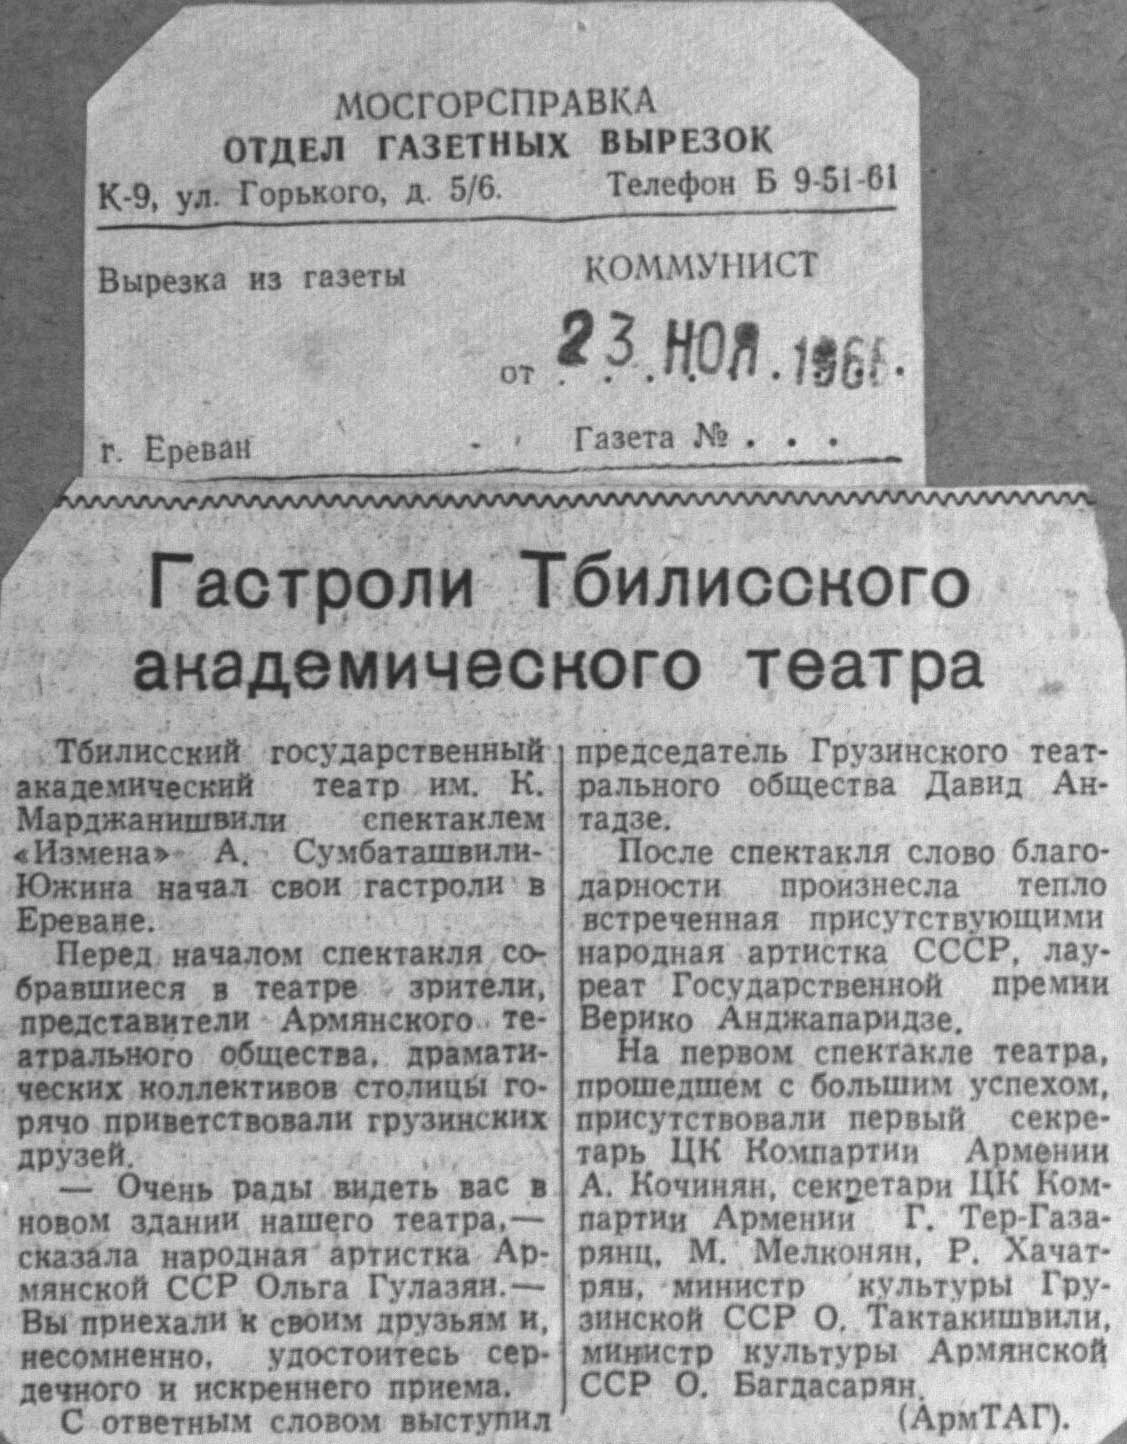 МОСГОРСПРАВКА
ОТДЕЛ ГАЗЕТНЫХ ВЫРЕЗОК
К-9, ул. Горького, д. 5/6. Телефон Б 9-51-61
Вырезка из газеты КОММУНИСТ
от 23 НОЯ 1966.
г. Ереван Газета № . . .
Гастроли Тбилисского
академического театра
Тбилисский государственный
академический театр им. К.
Марджанишвили спектаклем
«Измена» А. Сумбаташвили-
Южина начал свои гастроли в
Ереване.
Перед началом спектакля со-
бравшиеся в театре зрители,
представители Армянского те-
атрального общества, драмати-
ческих коллективов столицы го-
рячо приветствовали грузинских
друзей.
— Очень рады видеть вас в
новом здании нашего театра,—
сказала народная артистка Ар-
мянской ССР Ольга Гулазян.—
Вы приехали к своим друзьям и,
несомненно, удостоитесь сер-
дечного и искреннего приема.
С ответным словом выступил
председатель Грузинского теат-
рального общества Давид Ан-
тадзе.
После спектакля слово благо-
дарности произнесла тепло
встреченная присутствующими
народная артистка СССР, лау-
реат Государственной премии
Верико Анджапаридзе.
На первом спектакле театра,
прошедшем с большим успехом,
присутствовали первый секре-
тарь ЦК Компартии Армении
А. Кочинян, секретари ЦК Ком-
партии Армении Г. Тер-Газа-
рянц, М. Мелконян, Р. Хачат-
рян, министр культуры Гру-
зинской ССР О. Тактакишвили,
министр культуры Армянской
ССР О. Багдасарян.
(АрмТАГ).